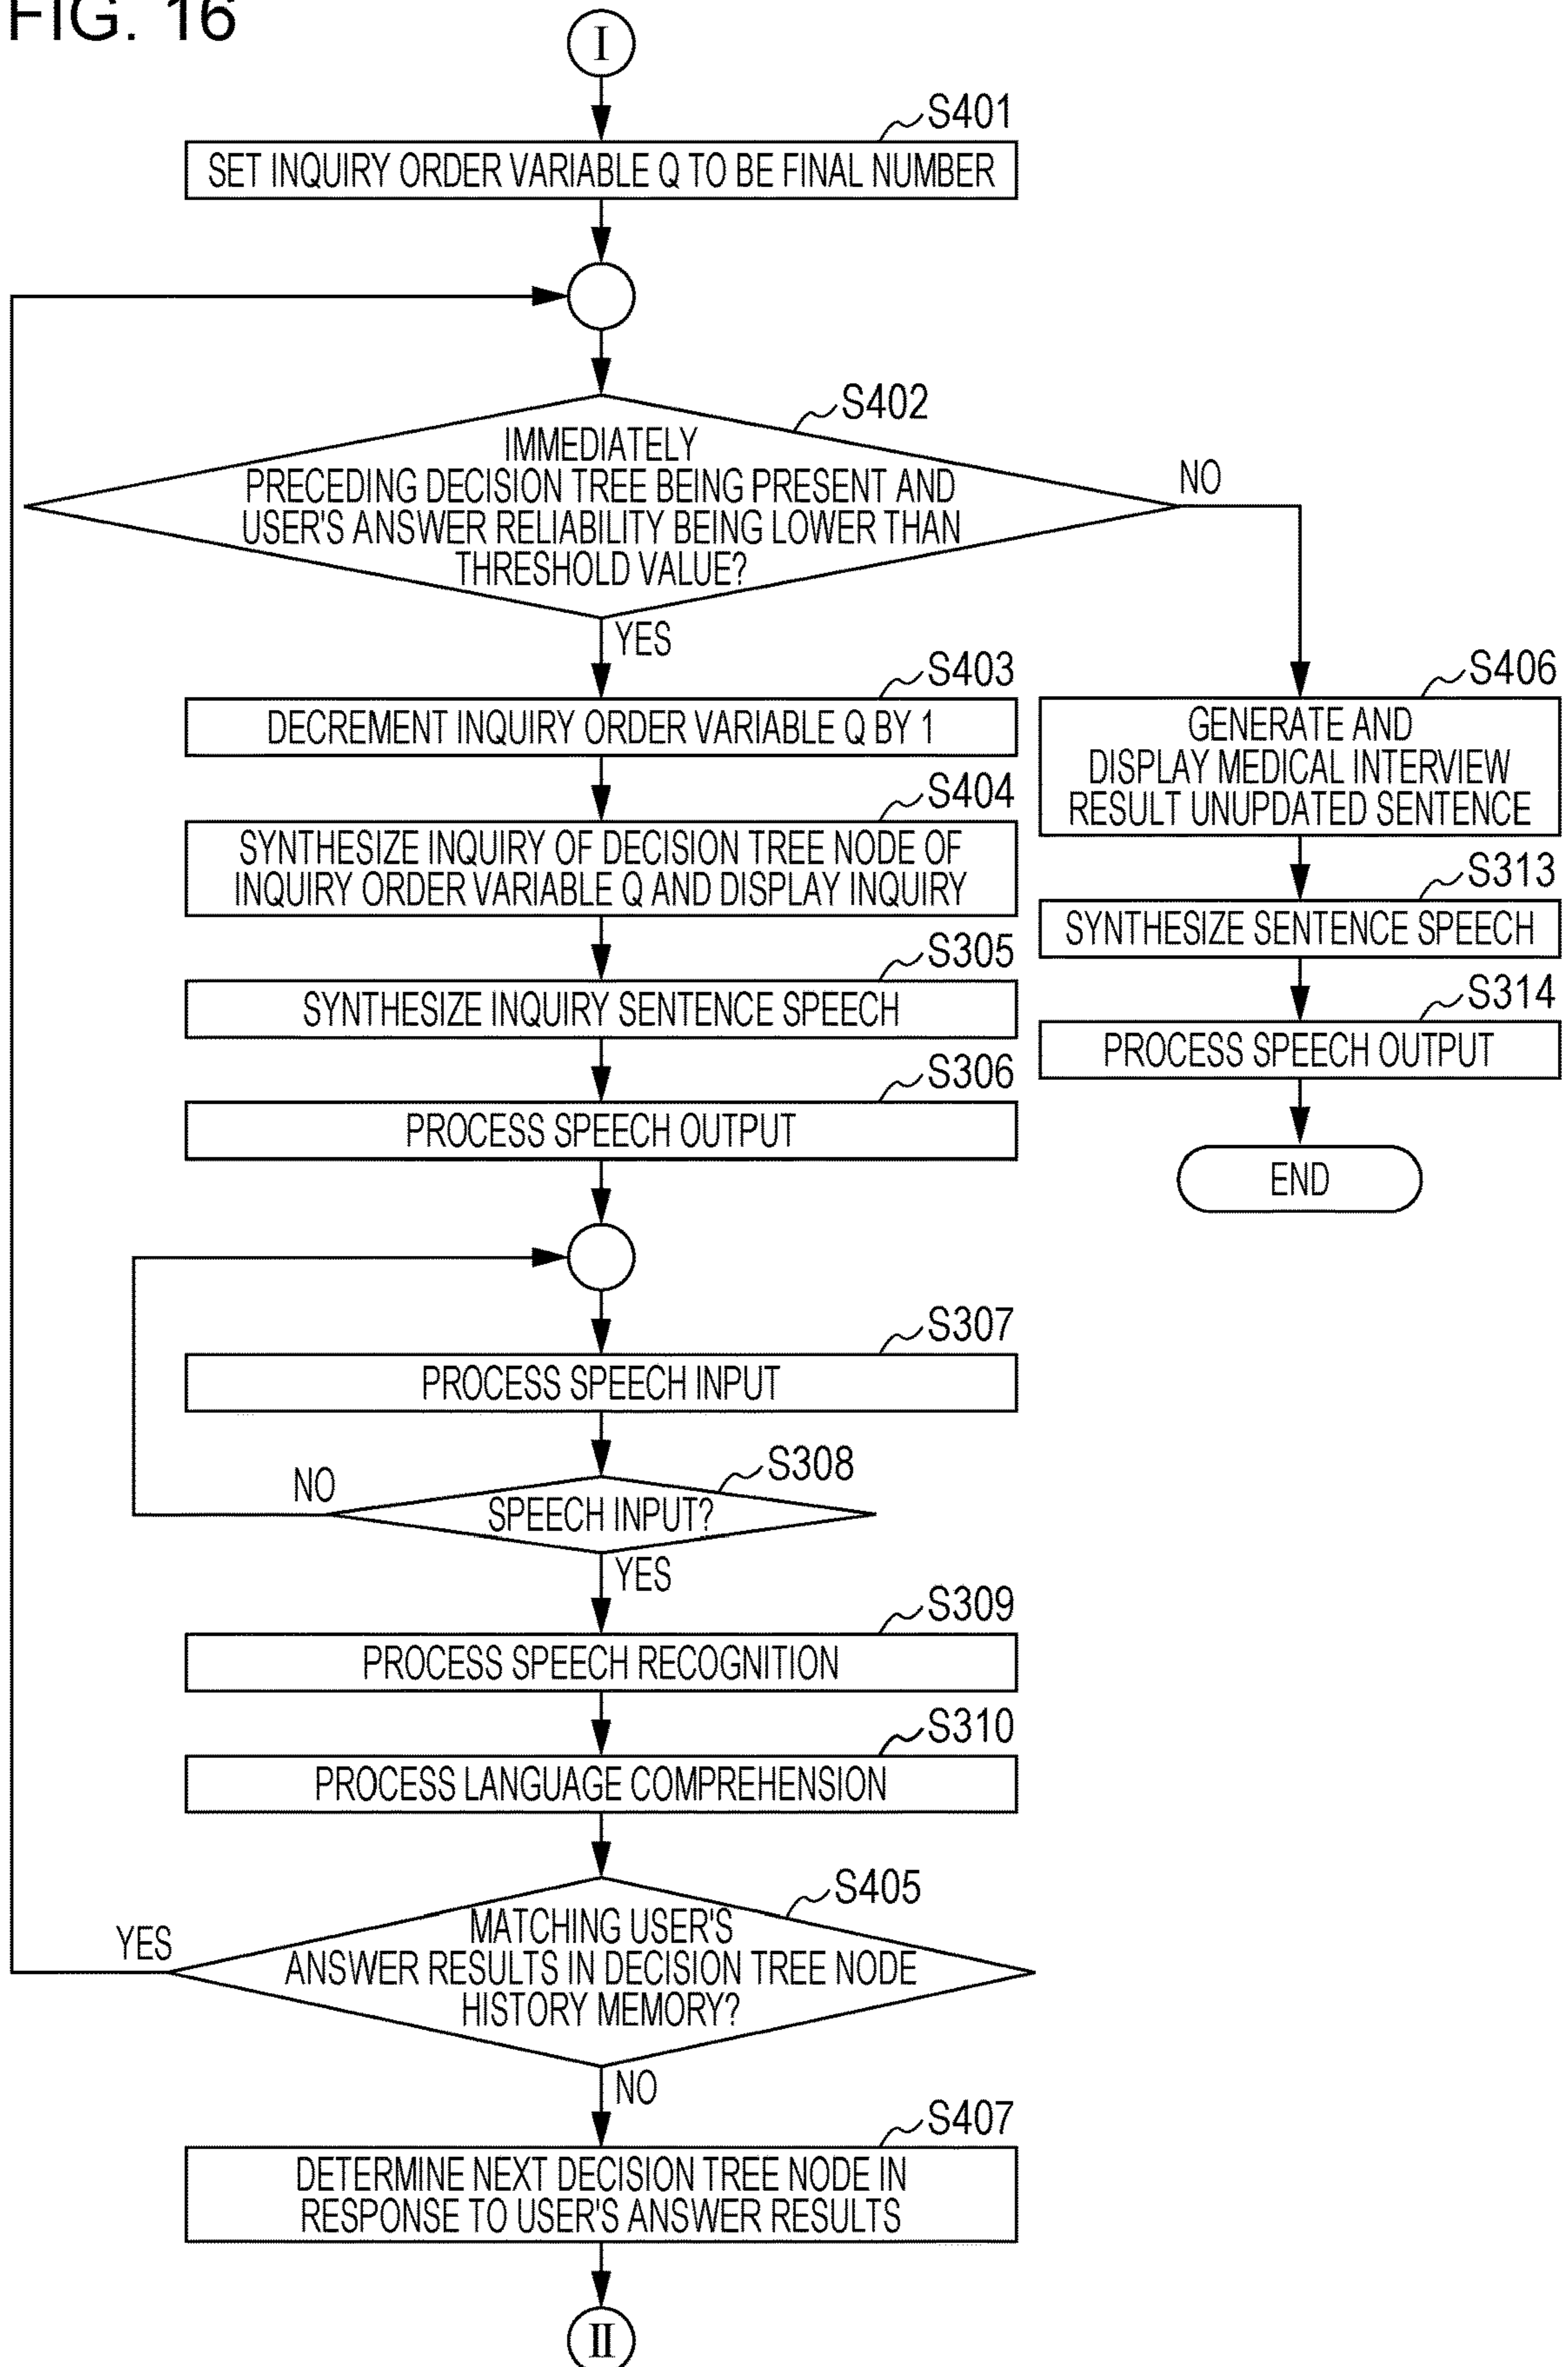 FIG. 16
I
S401
SET INQUIRY ORDER VARIABLE Q TO BE FINAL NUMBER
S402
IMMEDIATELY
PRECEDING DECISION TREE BEING PRESENT AND
USER'S ANSWER RELIABILITY BEING LOWER THAN
THRESHOLD VALUE?
NO
YES
S403
DECREMENT INQUIRY ORDER VARIABLE Q BY 1
S404
SYNTHESIZE INQUIRY OF DECISION TREE NODE OF
INQUIRY ORDER VARIABLE Q AND DISPLAY INQUIRY
S305
SYNTHESIZE INQUIRY SENTENCE SPEECH
S306
PROCESS SPEECH OUTPUT
S406
GENERATE AND
DISPLAY MEDICAL INTERVIEW
RESULT UNUPDATED SENTENCE
S313
SYNTHESIZE SENTENCE SPEECH
S314
PROCESS SPEECH OUTPUT
END
S307
PROCESS SPEECH INPUT
S308
SPEECH INPUT?
NO
YES
S309
PROCESS SPEECH RECOGNITION
S310
PROCESS LANGUAGE COMPREHENSION
S405
MATCHING USER'S
ANSWER RESULTS IN DECISION TREE NODE
HISTORY MEMORY?
YES
NO
S407
DETERMINE NEXT DECISION TREE NODE IN
RESPONSE TO USER'S ANSWER RESULTS
II